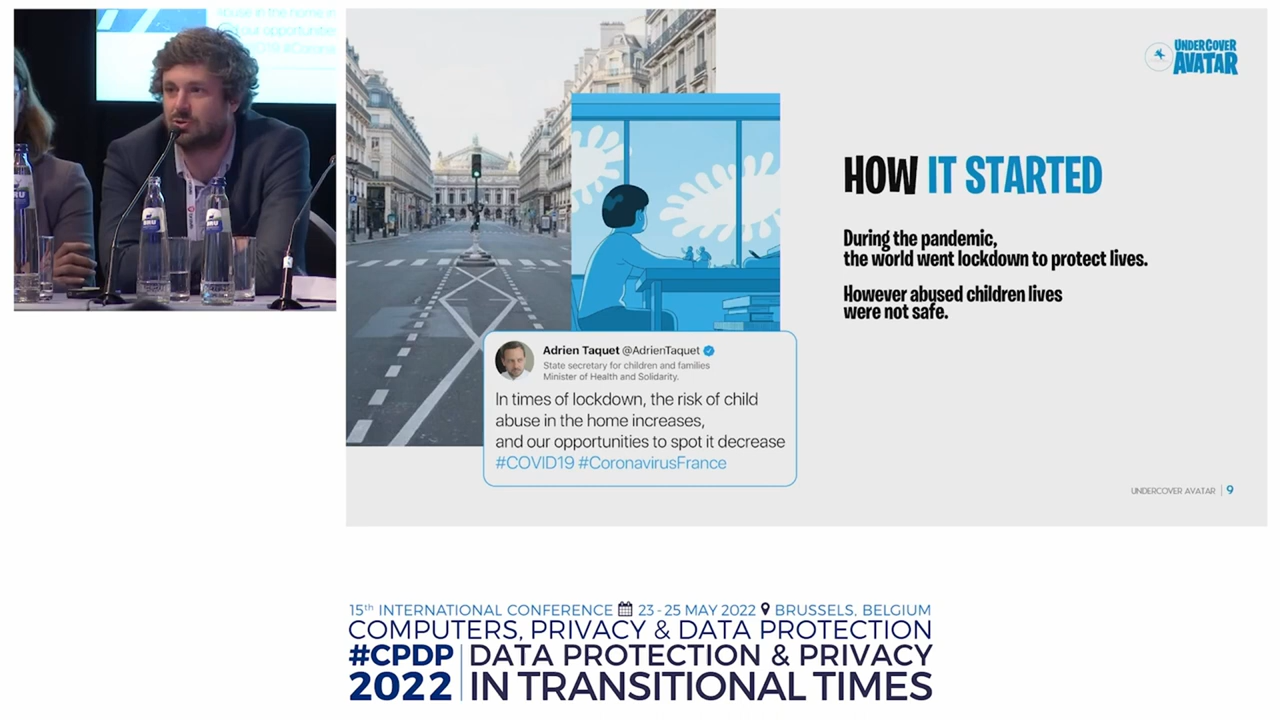 UNDERCOVER
AVATAR
HOW IT STARTED
During the pandemic,
the world went lockdown to protect lives.
However abused children lives
were not safe.
Adrien Taquet @AdrienTaquet
State secretary for children and families
Minister of Health and Solidarity.
In times of lockdown, the risk of child
abuse in the home increases,
and our opportunities to spot it decrease
#COVID19 #CoronavirusFrance
UNDERCOVER AVATAR | 9
15th INTERNATIONAL CONFERENCE 23 - 25 MAY 2022 BRUSSELS, BELGIUM
COMPUTERS, PRIVACY & DATA PROTECTION
#CPDP DATA PROTECTION & PRIVACY
2022 IN TRANSITIONAL TIMES